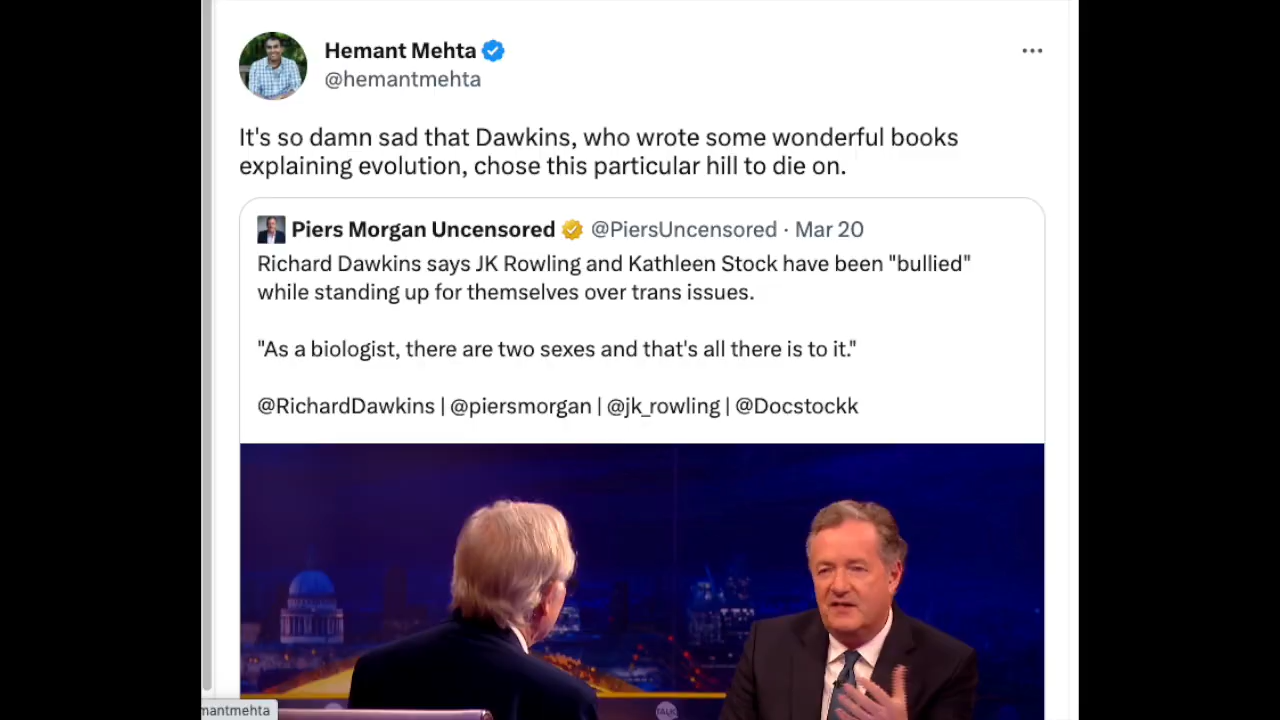 Hemant Mehta
@hemantmehta
It's so damn sad that Dawkins, who wrote some wonderful books
explaining evolution, chose this particular hill to die on.
Piers Morgan Uncensored @PiersUncensored · Mar 20
Richard Dawkins says JK Rowling and Kathleen Stock have been "bullied"
while standing up for themselves over trans issues.
"As a biologist, there are two sexes and that's all there is to it."
@RichardDawkins | @piersmorgan | @jk_rowling | @Docstockk
TALK
mantmehta